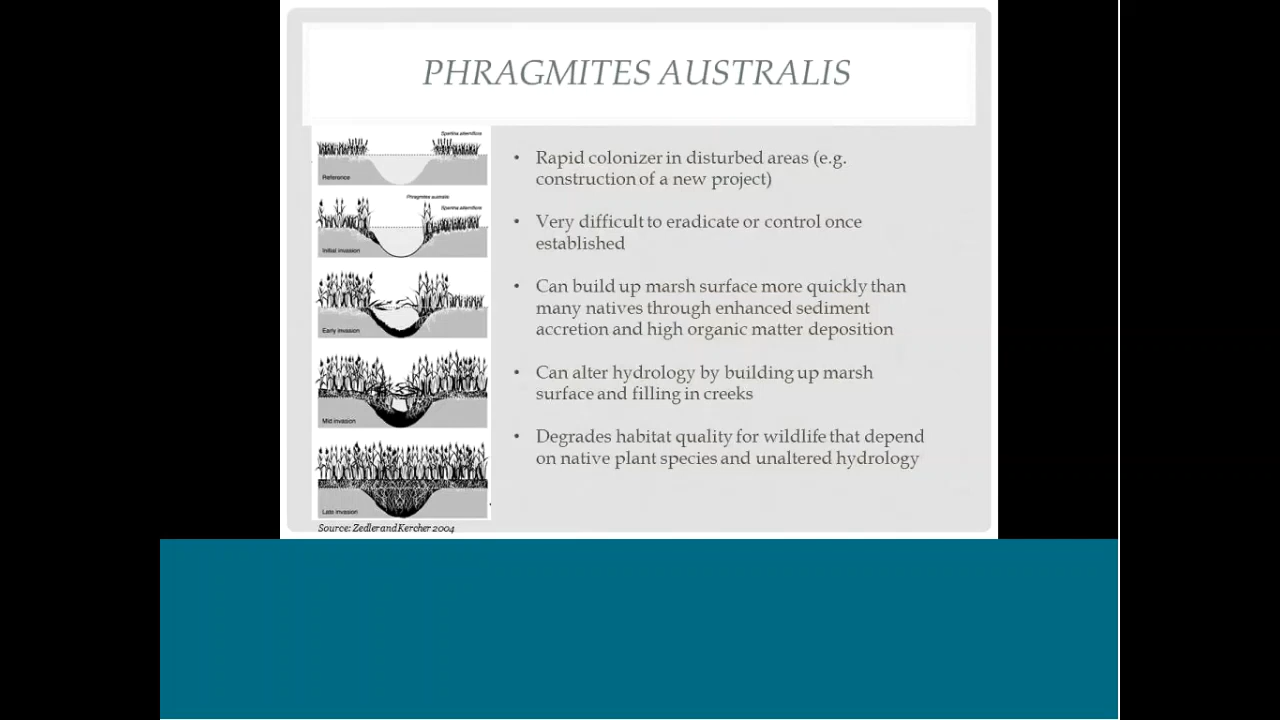 PHRAGMITES AUSTRALIS
Spartina alterniflora
Reference
Phragmites australis
Spartina alterniflora
Initial invasion
Early invasion
Mid invasion
Late invasion
Source: Zedler and Kercher 2004
• Rapid colonizer in disturbed areas (e.g.
construction of a new project)
• Very difficult to eradicate or control once
established
• Can build up marsh surface more quickly than
many natives through enhanced sediment
accretion and high organic matter deposition
• Can alter hydrology by building up marsh
surface and filling in creeks
• Degrades habitat quality for wildlife that depend
on native plant species and unaltered hydrology